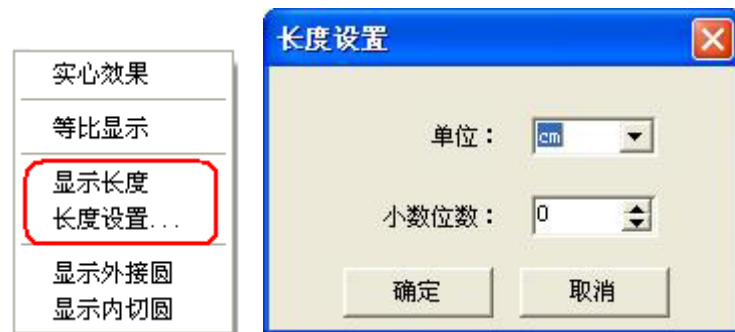 实心效果
等比显示
显示长度
长度设置...
显示外接圆
显示内切圆
长度设置
单位： cm
小数位数： 0
确定 取消